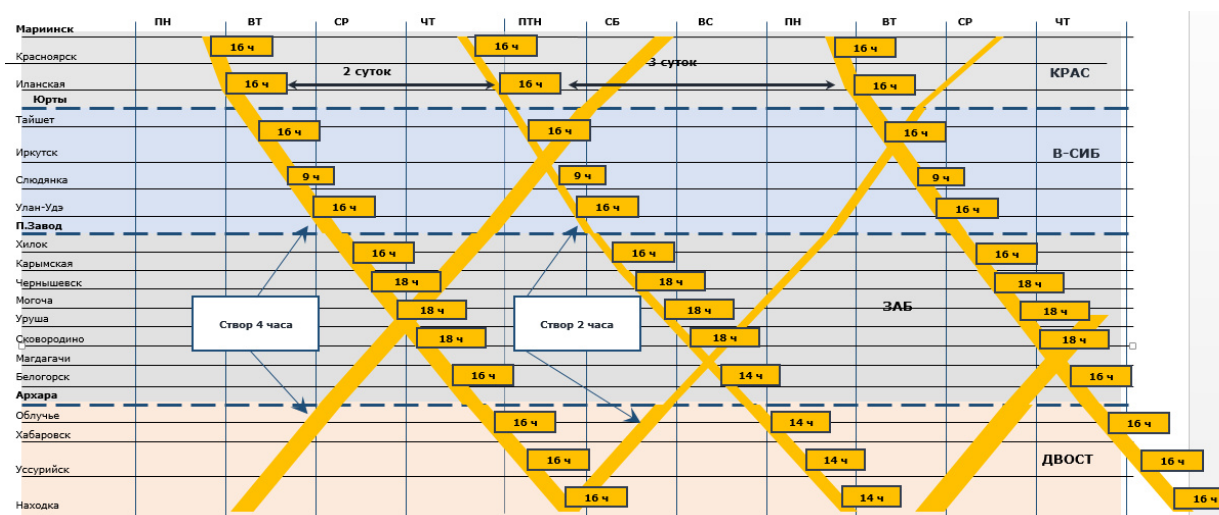 ПН ВТ СР ЧТ ПТН СБ ВС ПН ВТ СР ЧТ
Мариинск
16 ч 16 ч 16 ч
Красноярск
2 суток 3 суток КРАС
Иланская 16 ч 16 ч 16 ч
Юрты
Тайшет
16 ч 16 ч 16 ч
Иркутск В-СИБ
Слюдянка 9 ч 9 ч 9 ч
Улан-Удэ 16 ч 16 ч 16 ч
П.Завод
Хилок
16 ч 16 ч 16 ч
Карымская
Чернышевск 18 ч 18 ч 18 ч
Могоча ЗАБ
18 ч 18 ч 18 ч
Уруша
Створ 4 часа Створ 2 часа
Сковородино 18 ч 18 ч 18 ч
Магдагачи
Белогорск 16 ч 14 ч 16 ч
Архара
Облучье
16 ч 14 ч 16 ч
Хабаровск
16 ч 14 ч ДВОСТ 16 ч
Уссурийск
16 ч 14 ч 16 ч
Находка